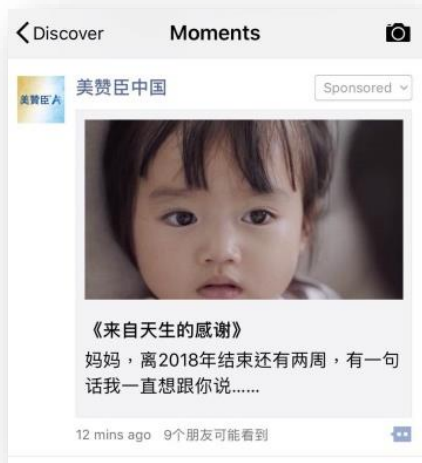 Discover
Moments
美赞臣中国
Sponsored
美赞臣
《来自天生的感谢》
妈妈，离2018年结束还有两周，有一句
话我一直想跟你说……
12 mins ago 9个朋友可能看到